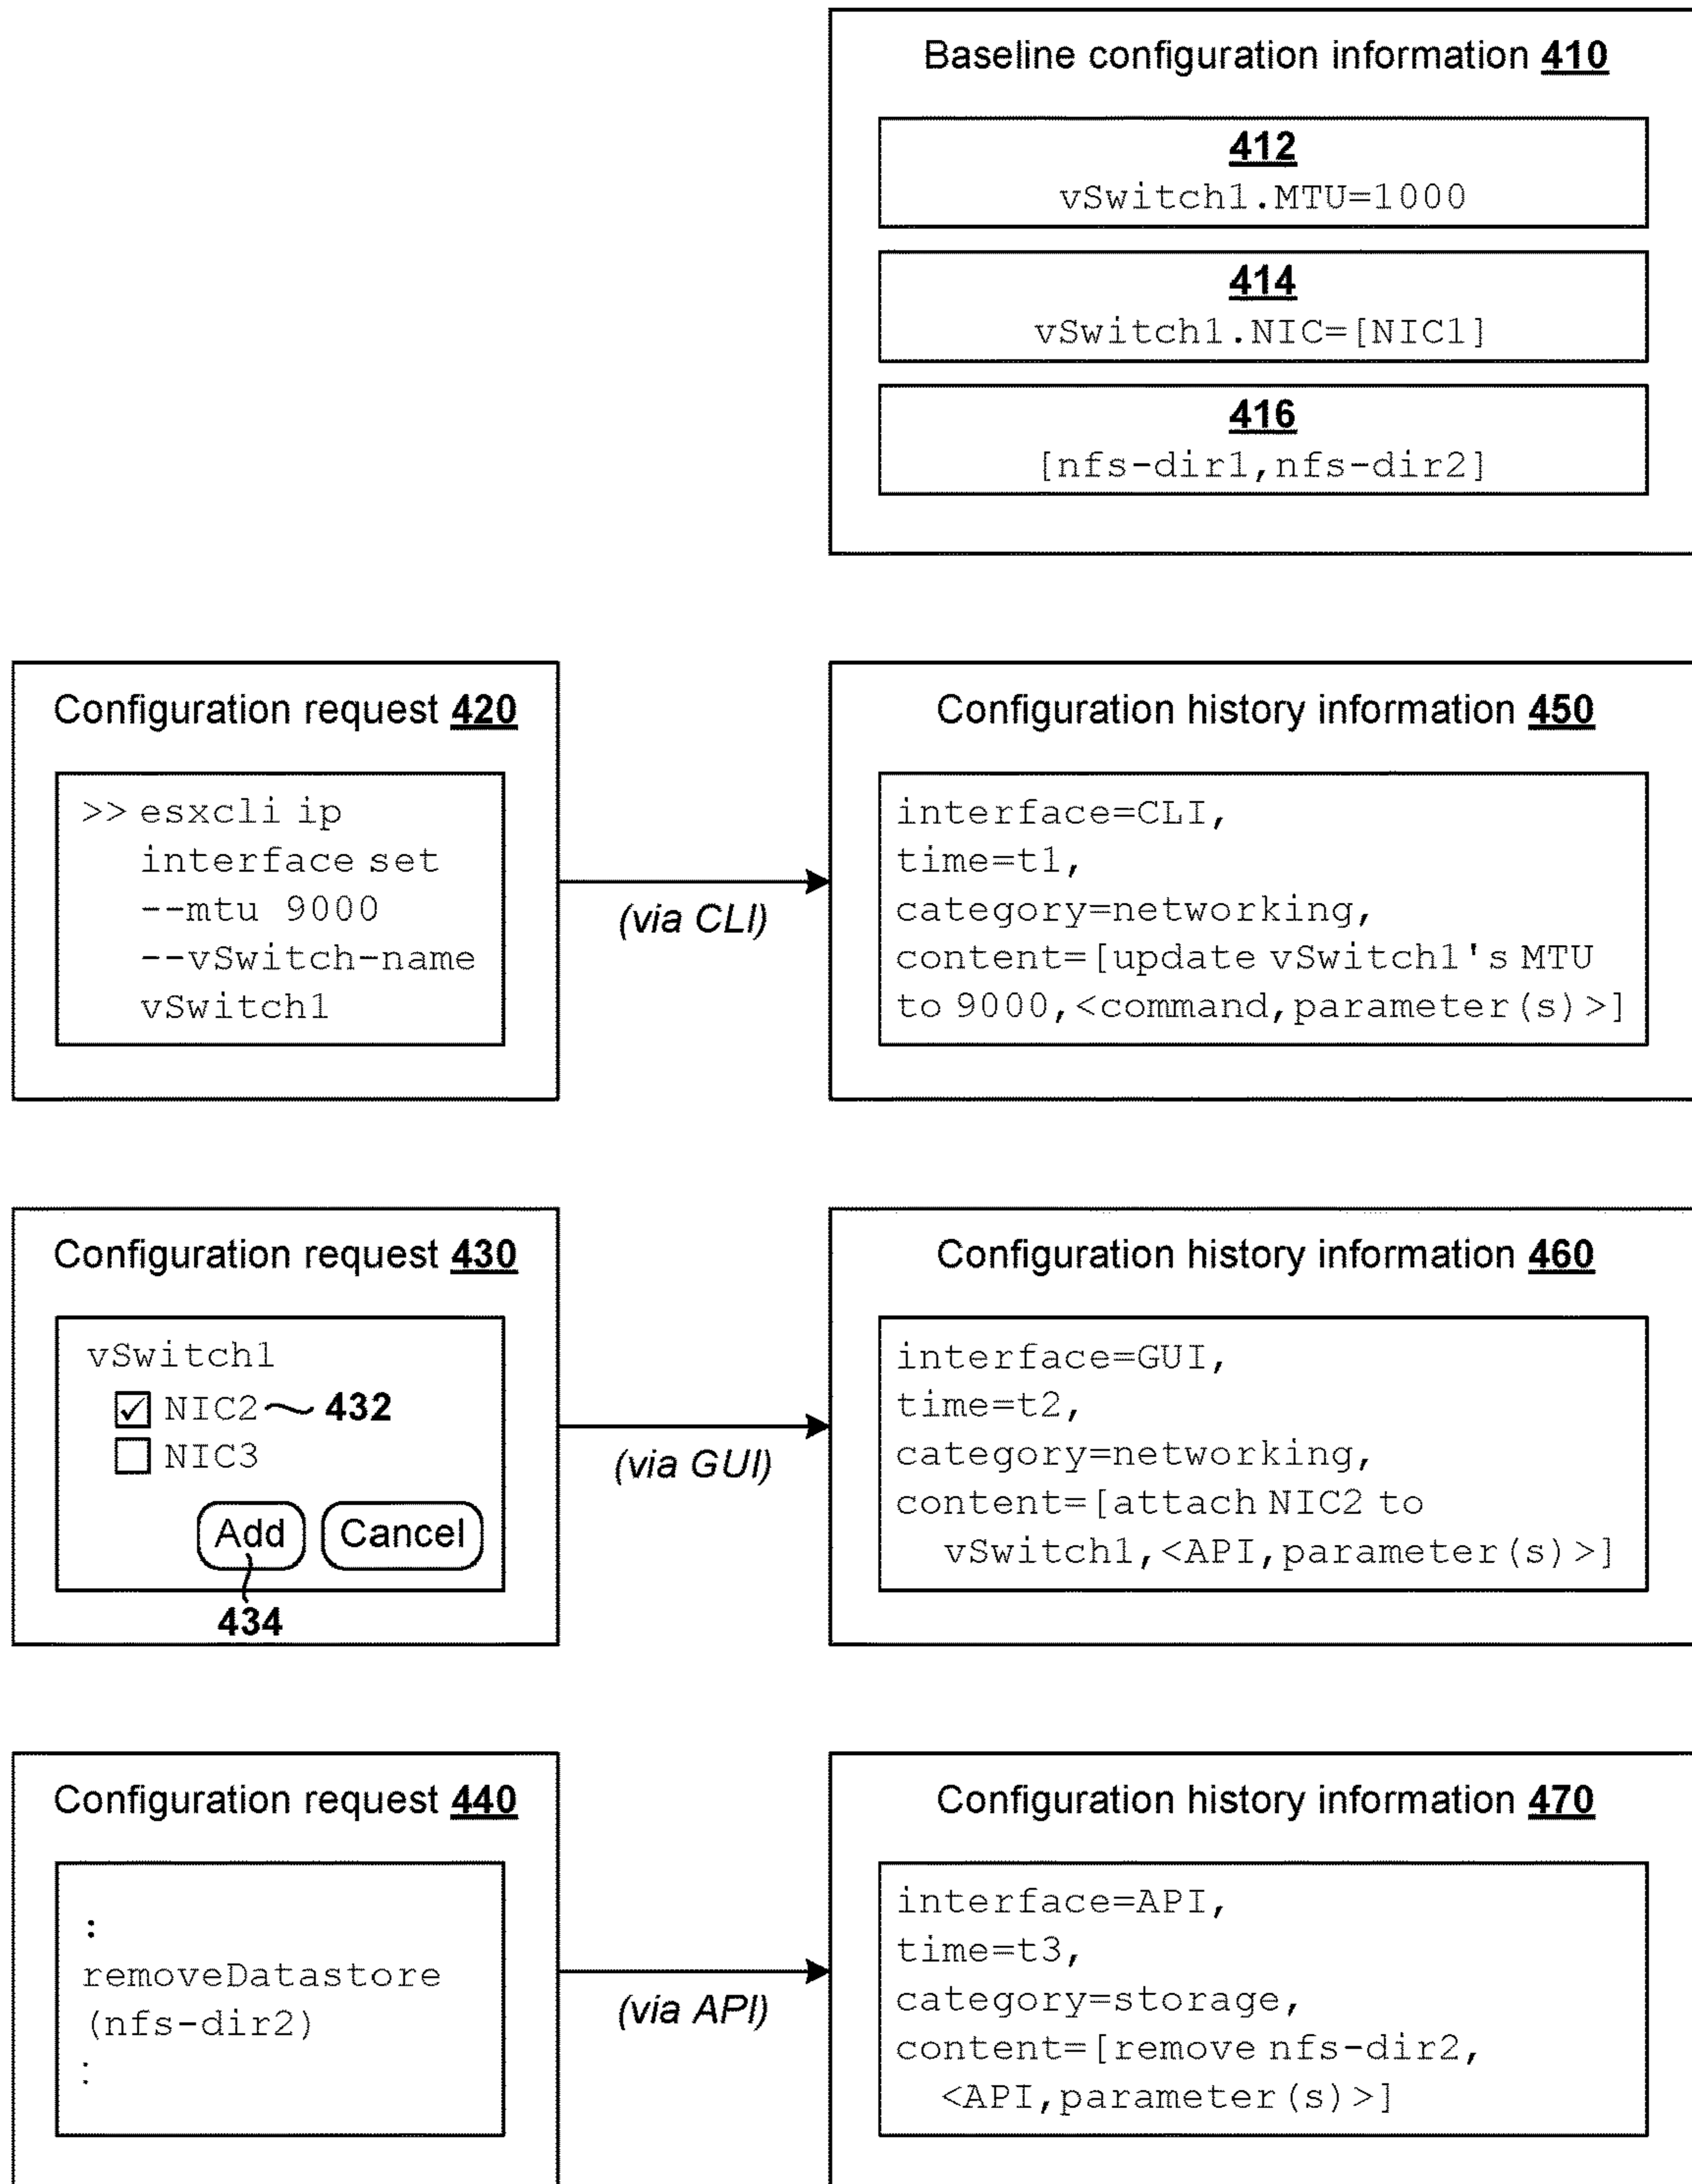 Baseline configuration information 410
412
vSwitch1.MTU=1000
414
vSwitch1.NIC=[NIC1]
416
[nfs-dir1,nfs-dir2]
Configuration request 420
>> esxcli ip
interface set
--mtu 9000
--vSwitch-name
vSwitch1
(via CLI)
Configuration history information 450
interface=CLI,
time=t1,
category=networking,
content=[update vSwitch1's MTU
to 9000,<command,parameter(s)>]
Configuration request 430
vSwitch1
NIC2 432
NIC3
Add Cancel
434
(via GUI)
Configuration history information 460
interface=GUI,
time=t2,
category=networking,
content=[attach NIC2 to
vSwitch1,<API,parameter(s)>]
Configuration request 440
:
removeDatastore
(nfs-dir2)
:
(via API)
Configuration history information 470
interface=API,
time=t3,
category=storage,
content=[remove nfs-dir2,
<API,parameter(s)>]